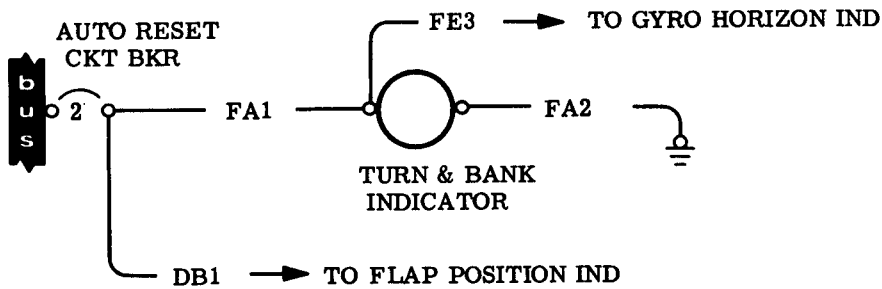 FE3 TO GYRO HORIZON IND
AUTO RESET
CKT BKR
bus
2
FA1
FA2
TURN & BANK
INDICATOR
DB1 TO FLAP POSITION IND